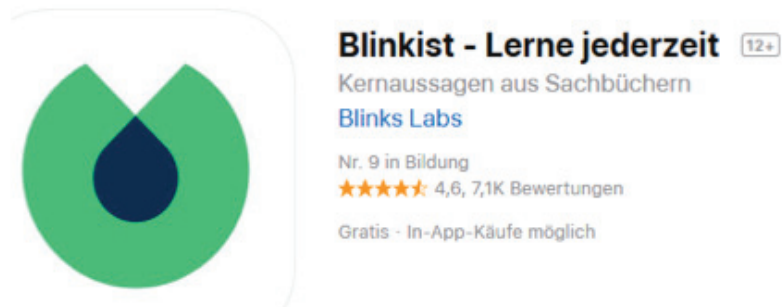 Blinkist - Lerne jederzeit 12+
Kernaussagen aus Sachbüchern
Blinks Labs
Nr. 9 in Bildung
★★★★⯪ 4,6, 7,1K Bewertungen
Gratis · In-App-Käufe möglich